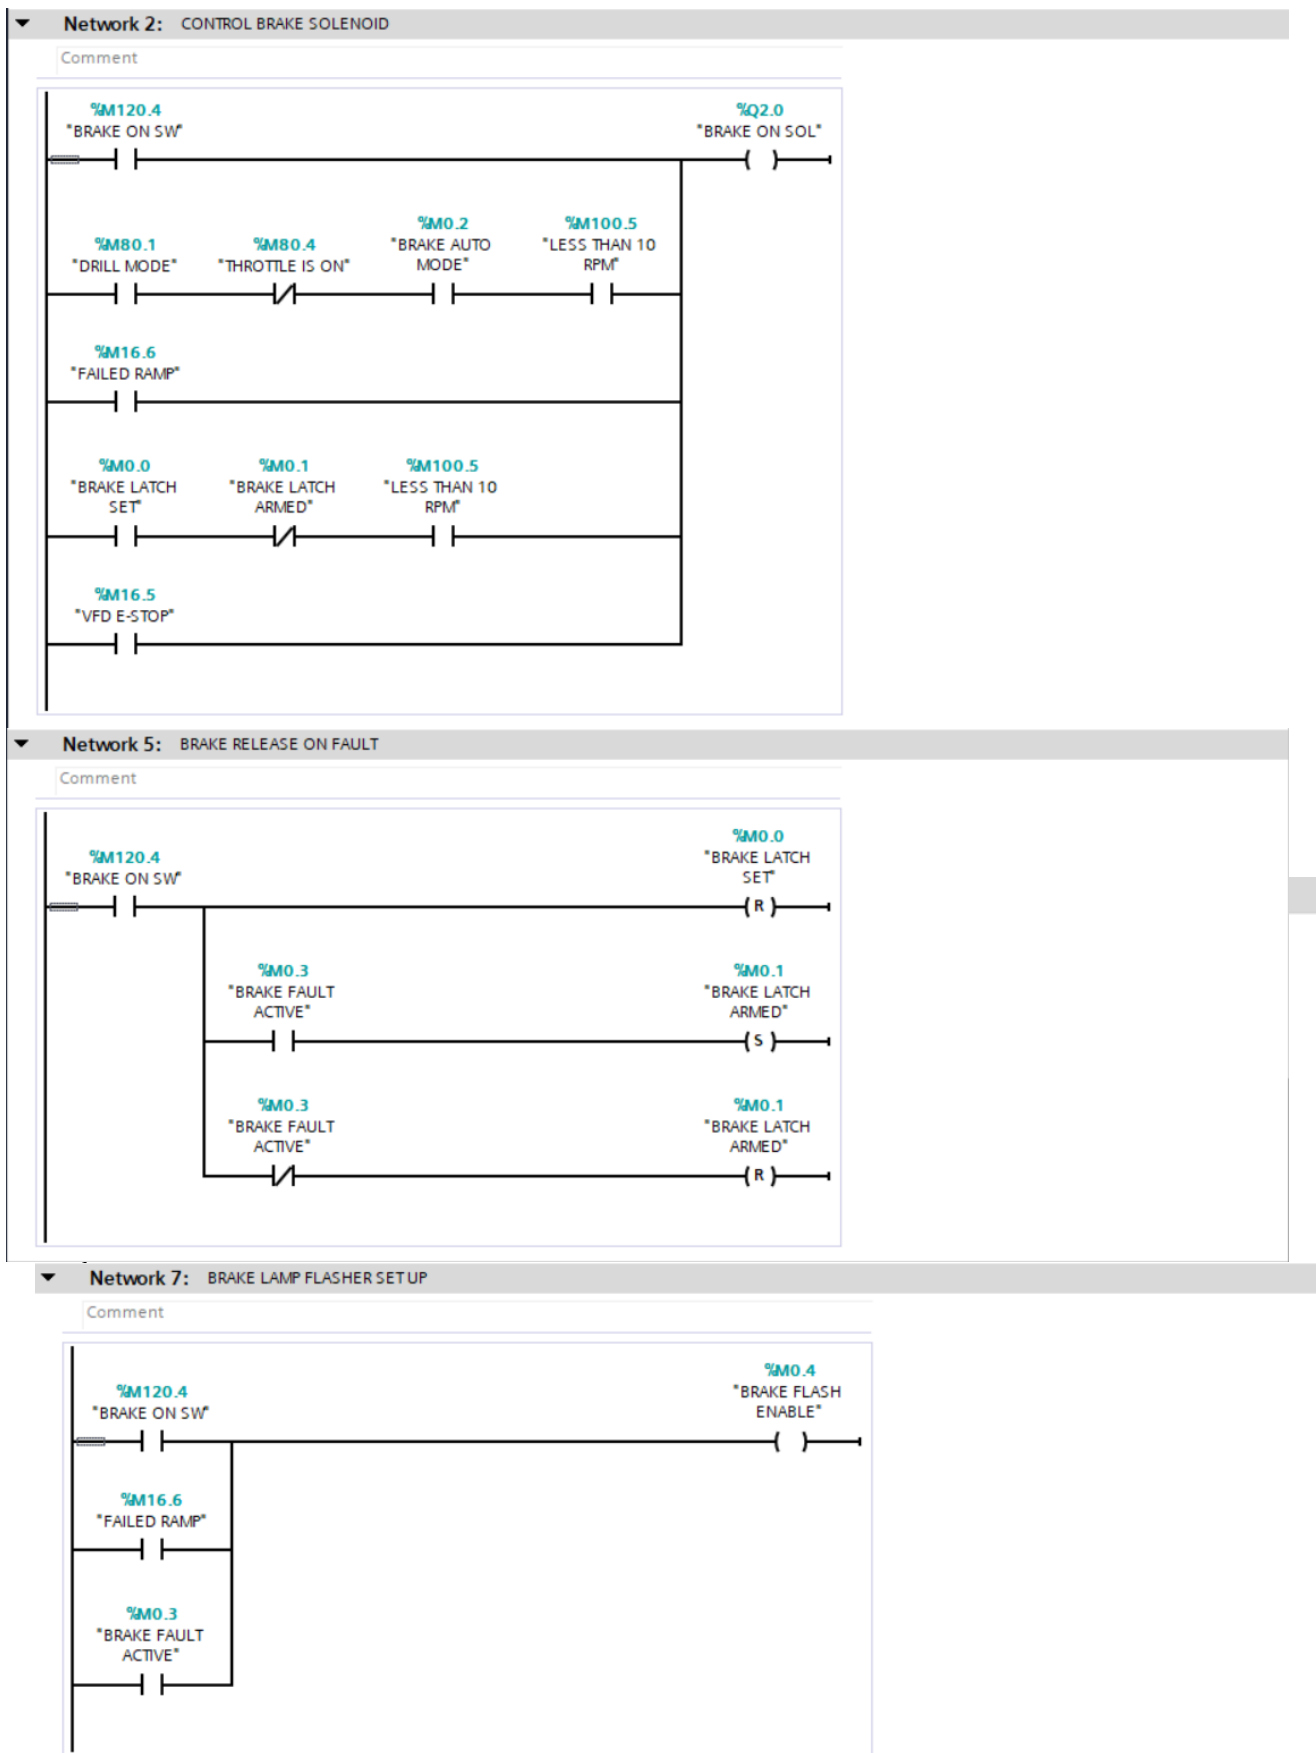 Network 2: CONTROL BRAKE SOLENOID
Comment
%M120.4
"BRAKE ON SW"
%Q2.0
"BRAKE ON SOL"
%M80.1
"DRILL MODE"
%M80.4
"THROTTLE IS ON"
%M0.2
"BRAKE AUTO
MODE"
%M100.5
"LESS THAN 10
RPM"
%M16.6
"FAILED RAMP"
%M0.0
"BRAKE LATCH
SET"
%M0.1
"BRAKE LATCH
ARMED"
%M100.5
"LESS THAN 10
RPM"
%M16.5
"VFD E-STOP"
Network 5: BRAKE RELEASE ON FAULT
Comment
%M120.4
"BRAKE ON SW"
%M0.0
"BRAKE LATCH
SET"
R
%M0.3
"BRAKE FAULT
ACTIVE"
%M0.1
"BRAKE LATCH
ARMED"
S
%M0.3
"BRAKE FAULT
ACTIVE"
%M0.1
"BRAKE LATCH
ARMED"
R
Network 7: BRAKE LAMP FLASHER SET UP
Comment
%M120.4
"BRAKE ON SW"
%M0.4
"BRAKE FLASH
ENABLE"
%M16.6
"FAILED RAMP"
%M0.3
"BRAKE FAULT
ACTIVE"